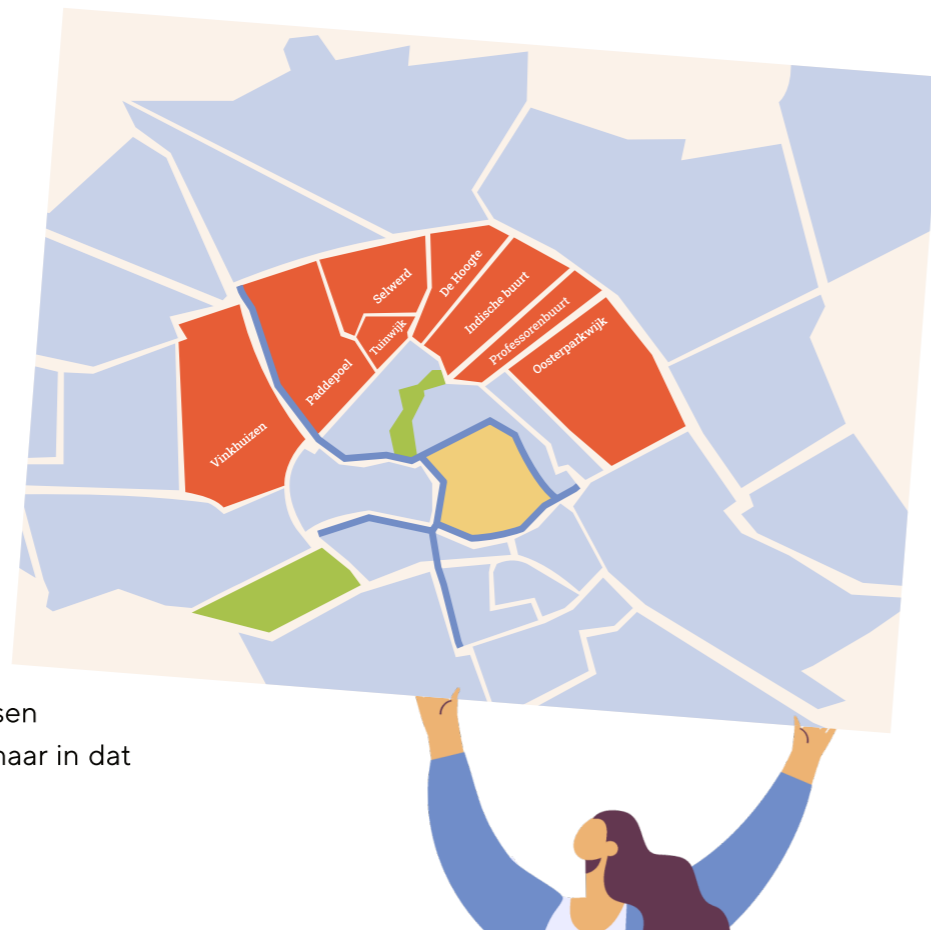 De Hoogte
Selwerd
Indische buurt
Tuinwijk
Professorenbuurt
Oosterparkwijk
Paddepoel
Vinkhuizen
sen
naar in dat